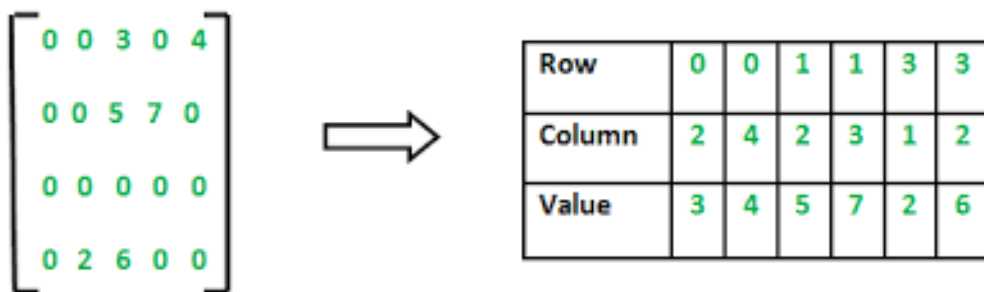 0 0 3 0 4
0 0 5 7 0
0 0 0 0 0
0 2 6 0 0
Row 0 0 1 1 3 3
Column 2 4 2 3 1 2
Value 3 4 5 7 2 6